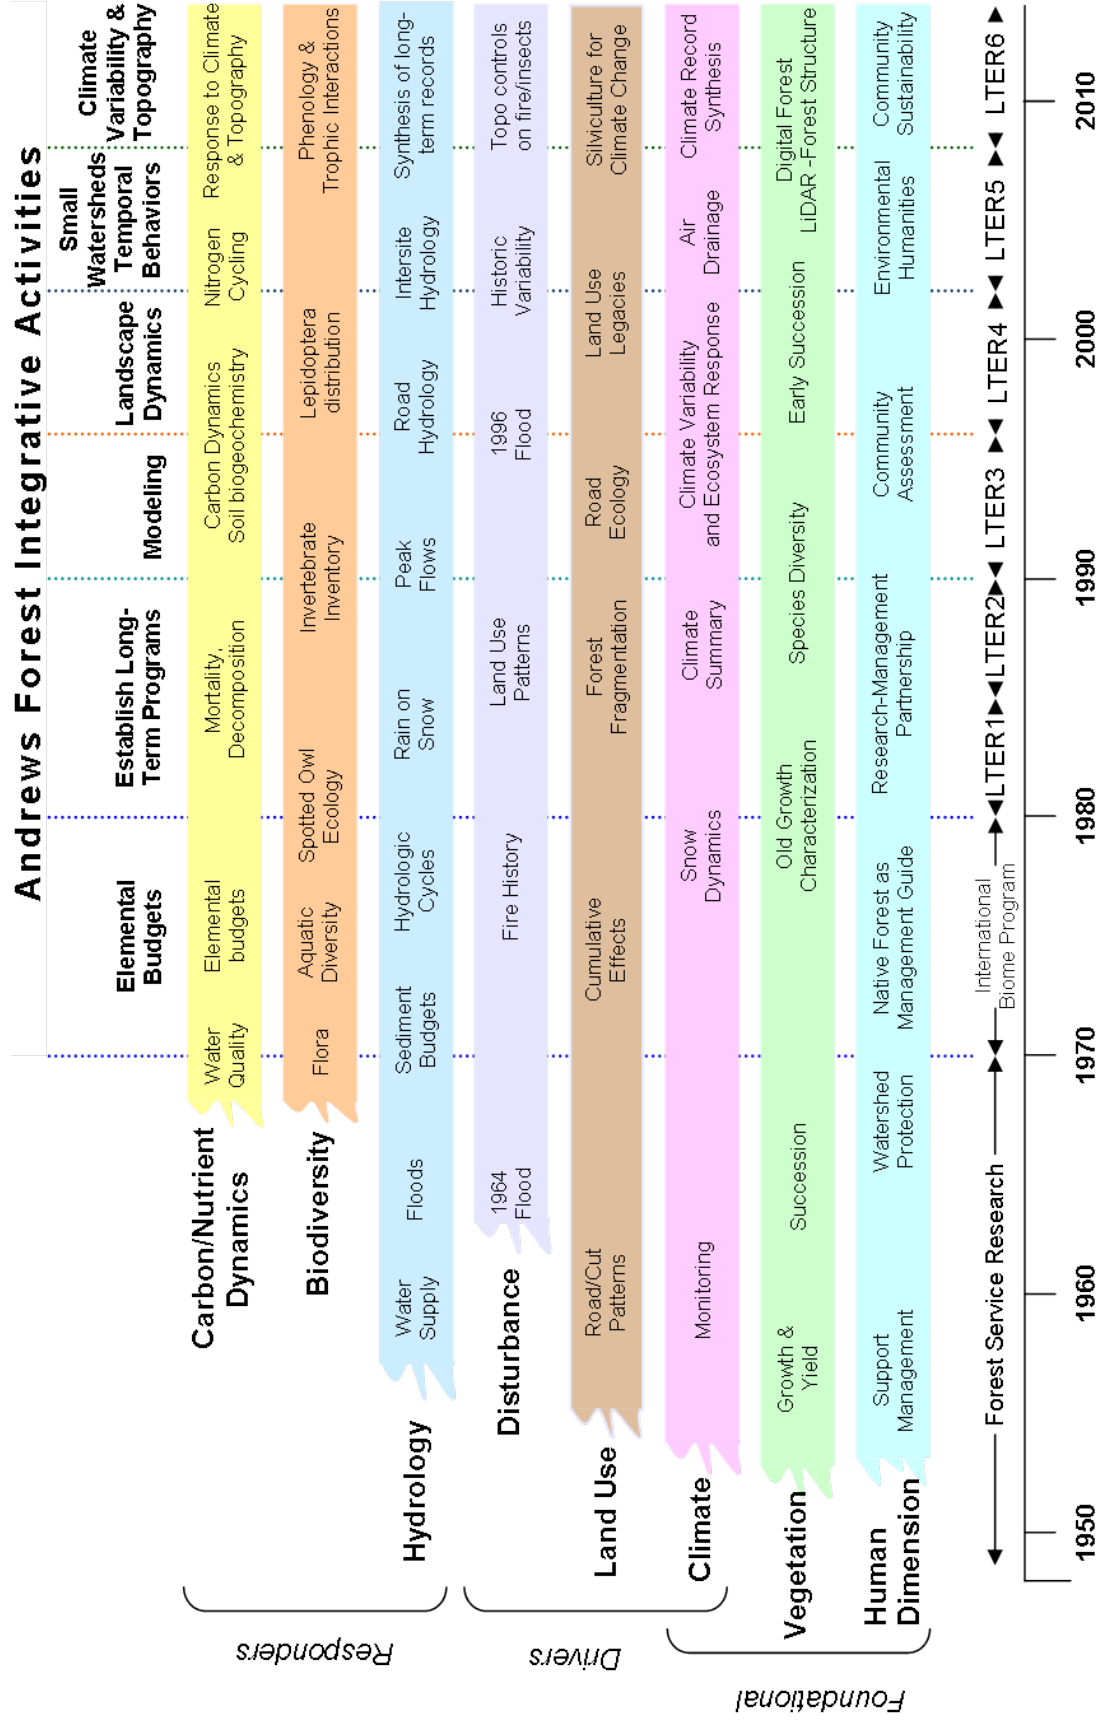 Andrews Forest Integrative Activities
Elemental
Budgets
Establish Long-
Term Programs
Modeling
Landscape
Dynamics
Small
Watersheds
Temporal
Behaviors
Climate
Variability &
Topography
Responders
Carbon/Nutrient
Dynamics
Water
Quality
Elemental
budgets
Mortality,
Decomposition
Carbon Dynamics
Soil biogeochemistry
Nitrogen
Cycling
Response to Climate
& Topography
Biodiversity
Flora
Aquatic
Diversity
Spotted Owl
Ecology
Invertebrate
Inventory
Lepidoptera
distribution
Phenology &
Trophic Interactions
Hydrology
Water
Supply
Floods
Sediment
Budgets
Hydrologic
Cycles
Rain on
Snow
Peak
Flows
Road
Hydrology
Intersite
Hydrology
Synthesis of long-
term records
Drivers
Disturbance
1964
Flood
Fire History
Land Use
Patterns
1996
Flood
Historic
Variability
Topo controls
on fire/insects
Land Use
Road/Cut
Patterns
Cumulative
Effects
Forest
Fragmentation
Road
Ecology
Land Use
Legacies
Silviculture for
Climate Change
Climate
Monitoring
Snow
Dynamics
Climate
Summary
Climate Variability
and Ecosystem Response
Air
Drainage
Climate Record
Synthesis
Foundational
Vegetation
Growth &
Yield
Succession
Old Growth
Characterization
Species Diversity
Early Succession
Digital Forest
LiDAR -Forest Structure
Human
Dimension
Support
Management
Watershed
Protection
Native Forest as
Management Guide
Research-Management
Partnership
Community
Assessment
Environmental
Humanities
Community
Sustainability
Forest Service Research
International
Biome Program
LTER1
LTER2
LTER3
LTER4
LTER5
LTER6
1950
1960
1970
1980
1990
2000
2010